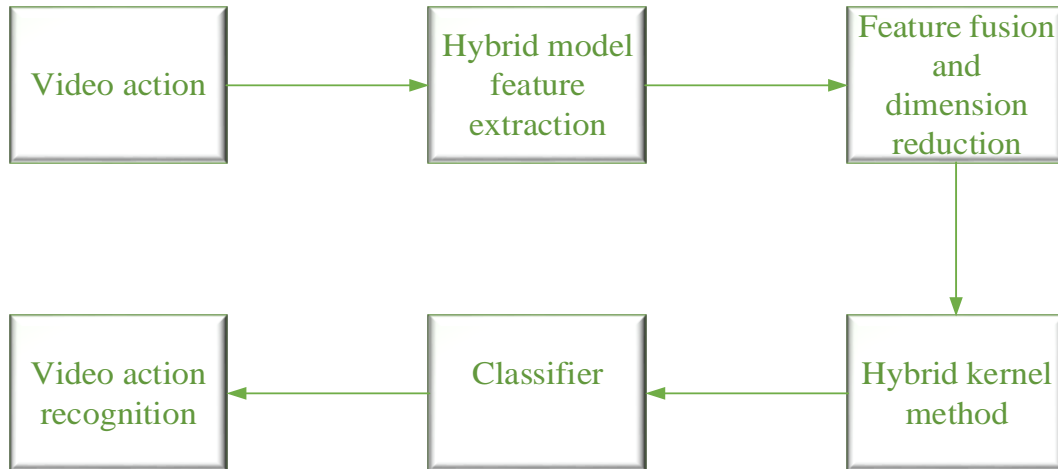 Video action
Hybrid model
feature
extraction
Feature fusion
and
dimension
reduction
Hybrid kernel
method
Classifier
Video action
recognition